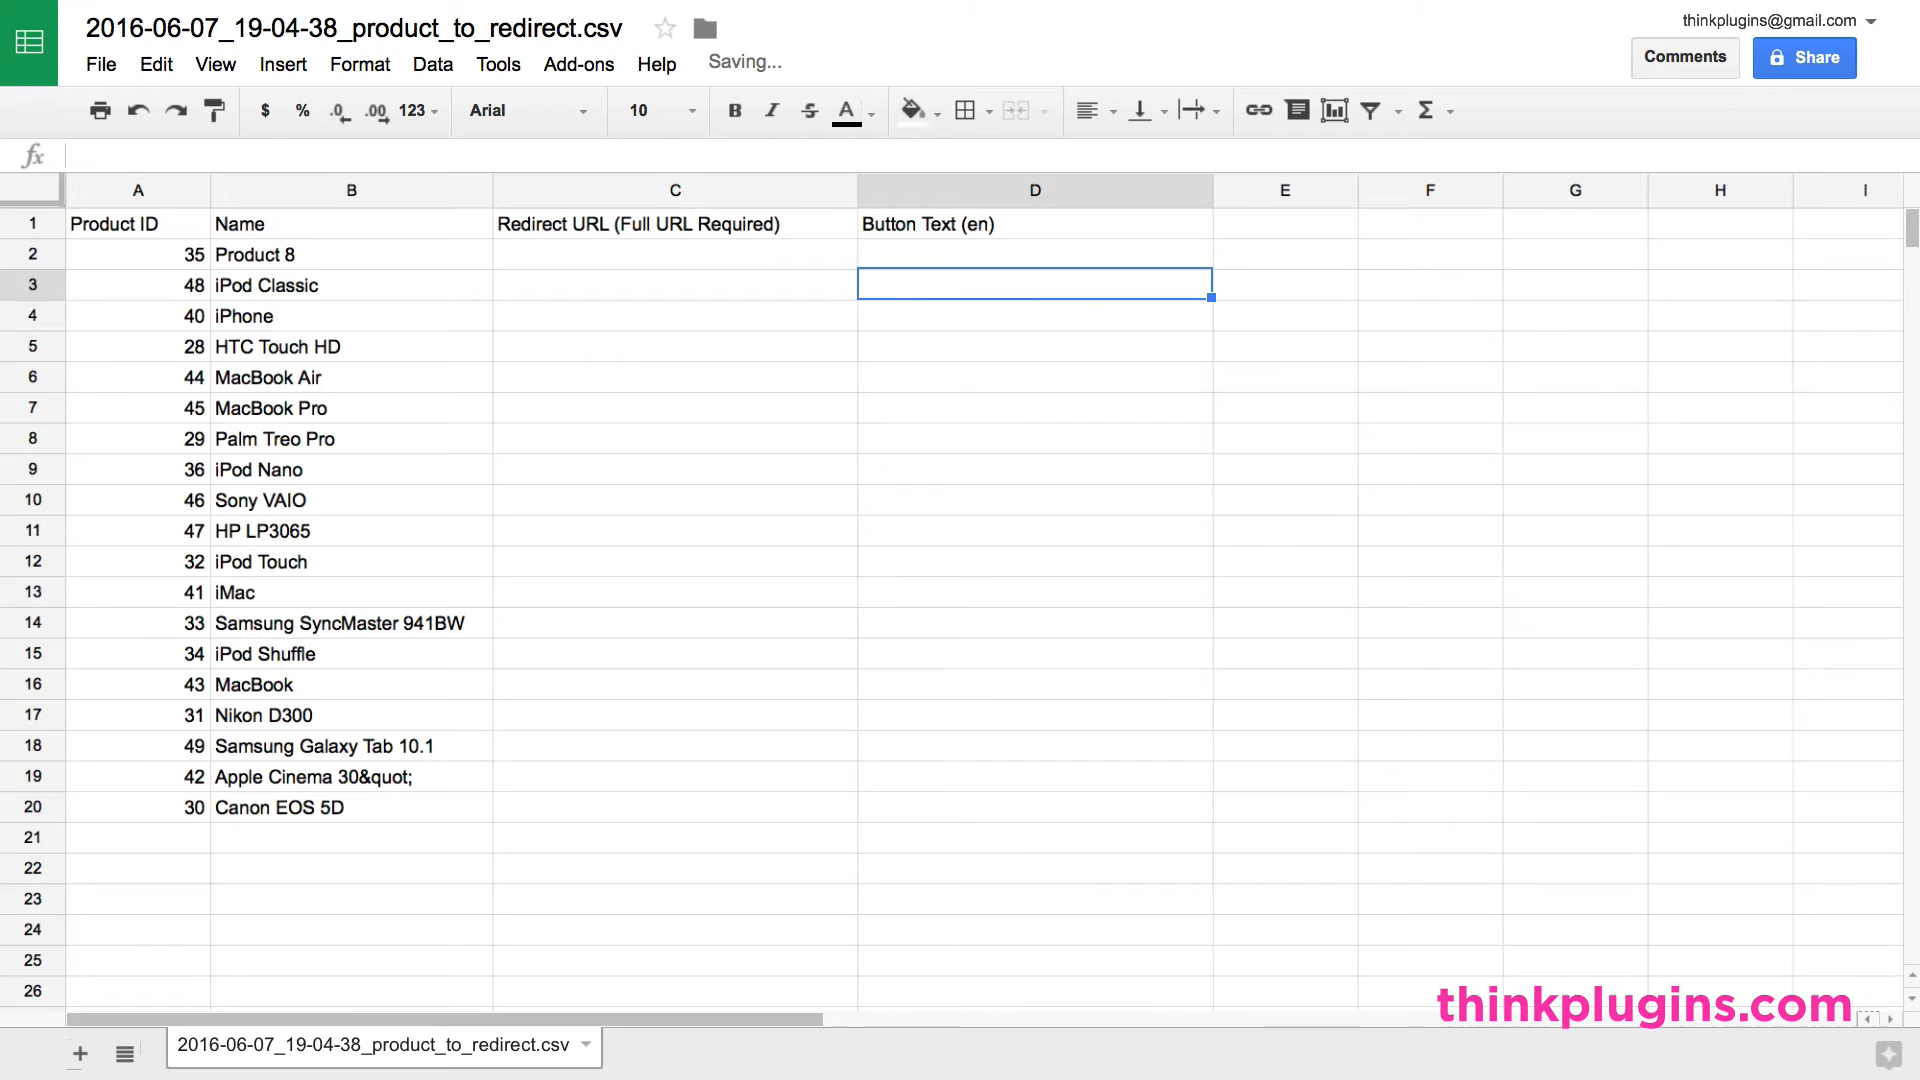 2016-06-07_19-04-38_product_to_redirect.csv
thinkplugins@gmail.com
File Edit View Insert Format Data Tools Add-ons Help Saving...
Comments Share
$ % .0 .00 123 Arial 10 B I S A Σ
fx
A B C D E F G H I
1 Product ID Name Redirect URL (Full URL Required) Button Text (en)
2 35 Product 8
3 48 iPod Classic
4 40 iPhone
5 28 HTC Touch HD
6 44 MacBook Air
7 45 MacBook Pro
8 29 Palm Treo Pro
9 36 iPod Nano
10 46 Sony VAIO
11 47 HP LP3065
12 32 iPod Touch
13 41 iMac
14 33 Samsung SyncMaster 941BW
15 34 iPod Shuffle
16 43 MacBook
17 31 Nikon D300
18 49 Samsung Galaxy Tab 10.1
19 42 Apple Cinema 30&quot;
20 30 Canon EOS 5D
21
22
23
24
25
26
thinkplugins.com
2016-06-07_19-04-38_product_to_redirect.csv